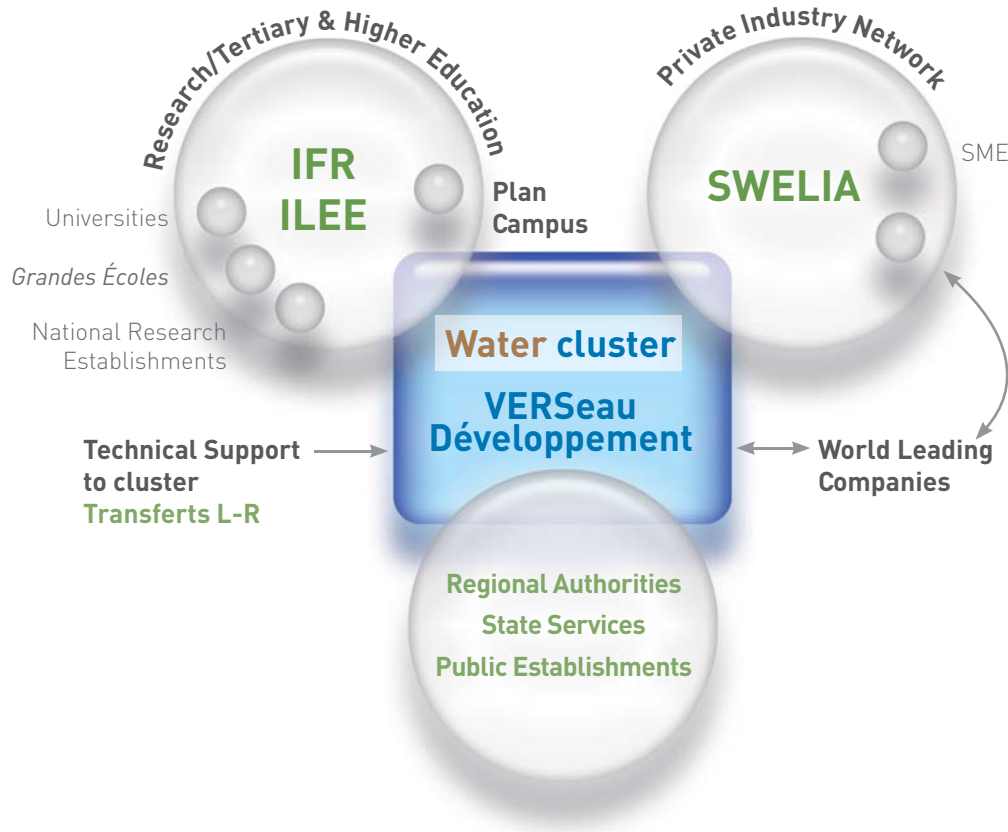 Research/Tertiary & Higher Education
IFR
ILEE
Universities
Grandes Écoles
National Research
Establishments
Plan
Campus
Private Industry Network
SWELIA
SME
Water cluster
VERSeau
Développement
Technical Support
to cluster
Transferts L-R
World Leading
Companies
Regional Authorities
State Services
Public Establishments